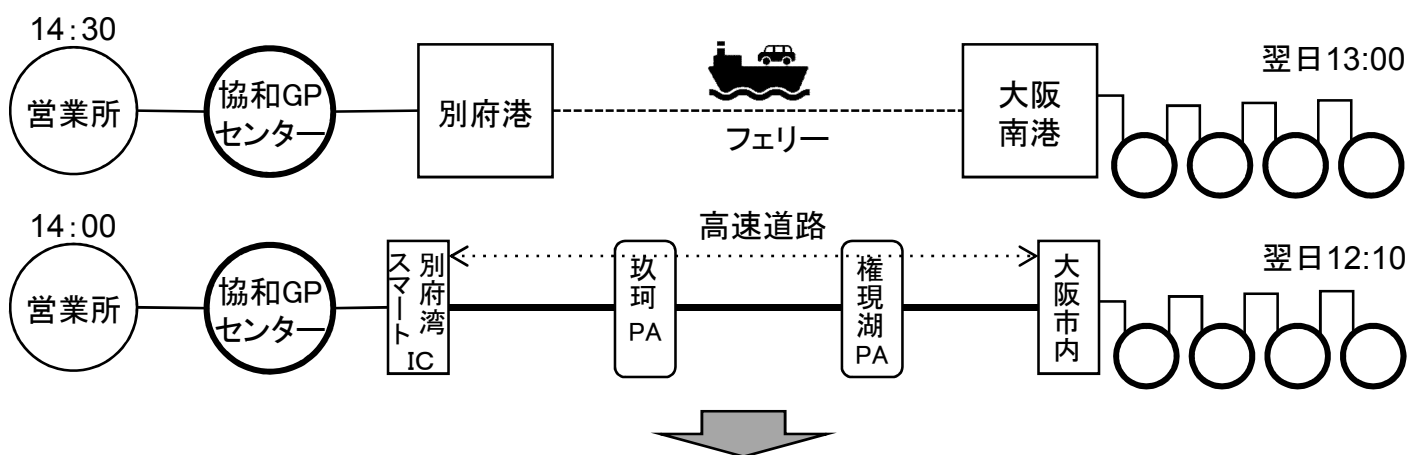 14:30
営業所
協和GP
センター
別府港
フェリー
大阪
南港
翌日13:00
14:00
営業所
協和GP
センター
別府湾
スマート
IC
高速道路
玖珂
PA
権現湖
PA
大阪市内
翌日12:10